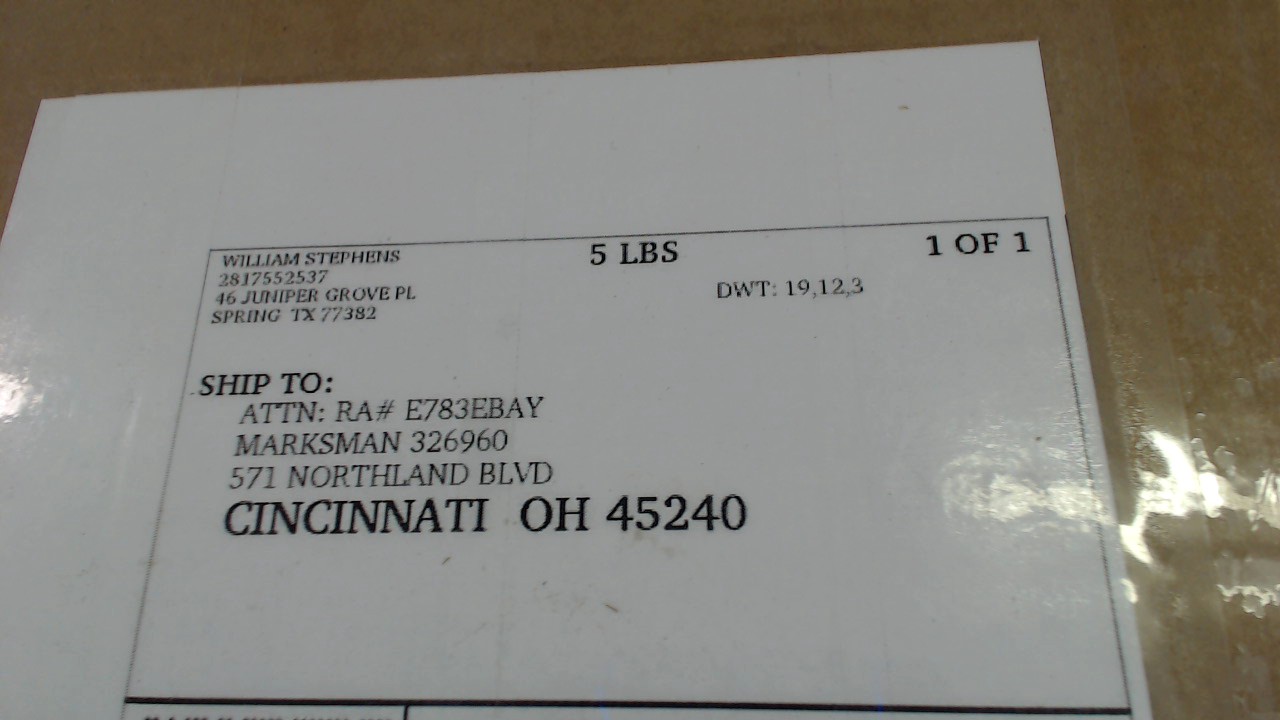 WILLIAM STEPHENS
2817552537
46 JUNIPER GROVE PL
SPRING TX 77382
5 LBS
1 OF 1
DWT: 19,12,3
SHIP TO:
ATTN: RA# E783EBAY
MARKSMAN 326960
571 NORTHLAND BLVD
CINCINNATI OH 45240